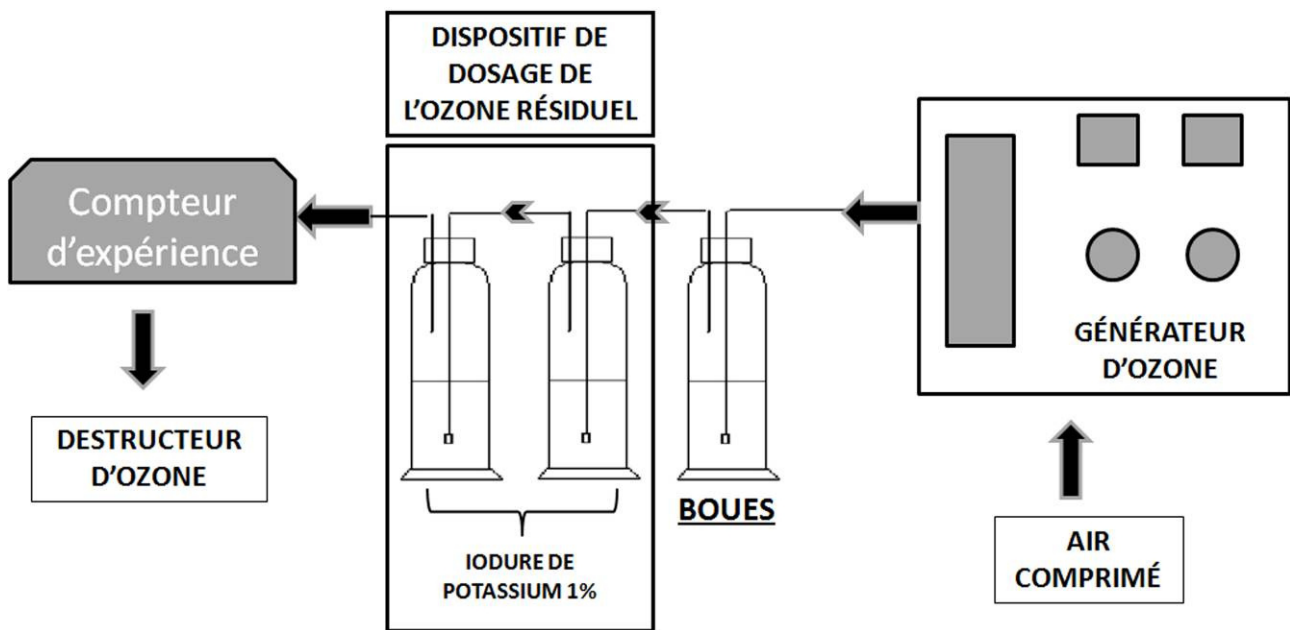 DISPOSITIF DE
DOSAGE DE
L'OZONE RÉSIDUEL
Compteur
d'expérience
DESTRUCTEUR
D'OZONE
IODURE DE
POTASSIUM 1%
BOUES
GÉNÉRATEUR
D'OZONE
AIR
COMPRIMÉ